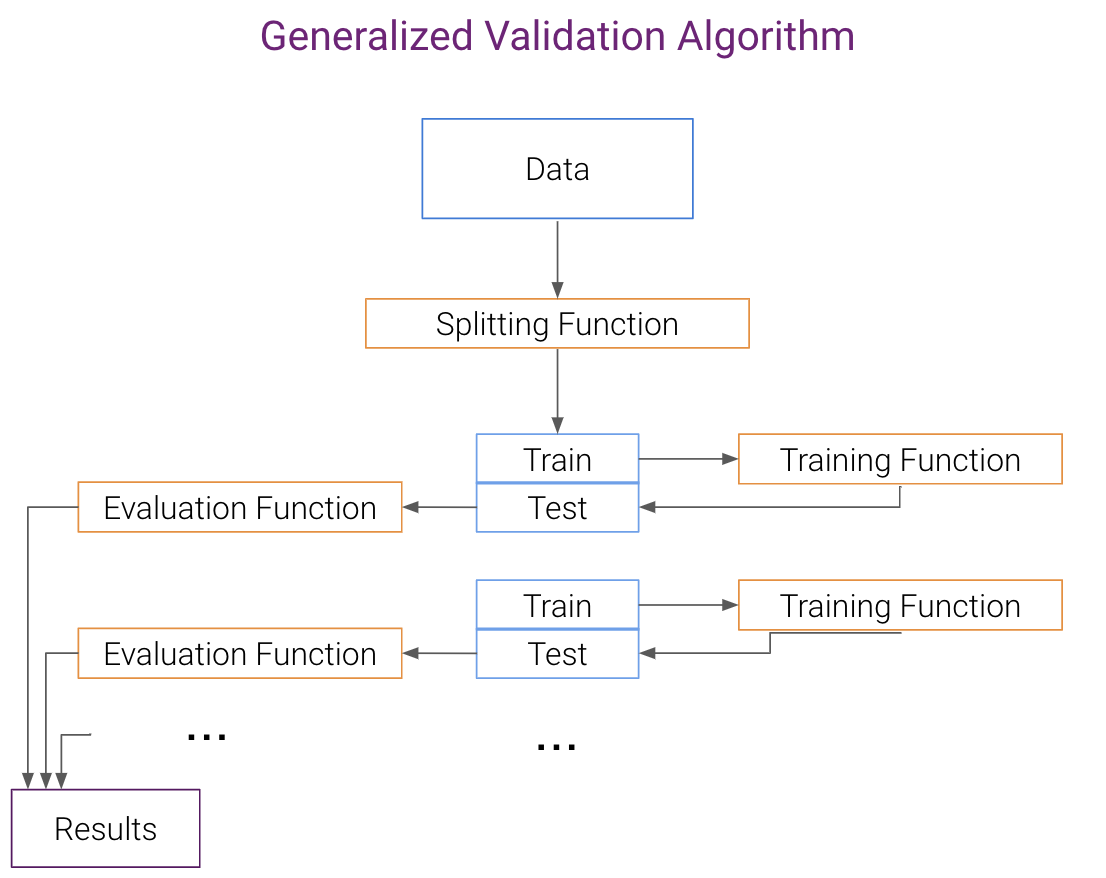 Generalized Validation Algorithm
Data
Splitting Function
Train
Training Function
Evaluation Function
Test
Train
Training Function
Evaluation Function
Test
...
...
Results